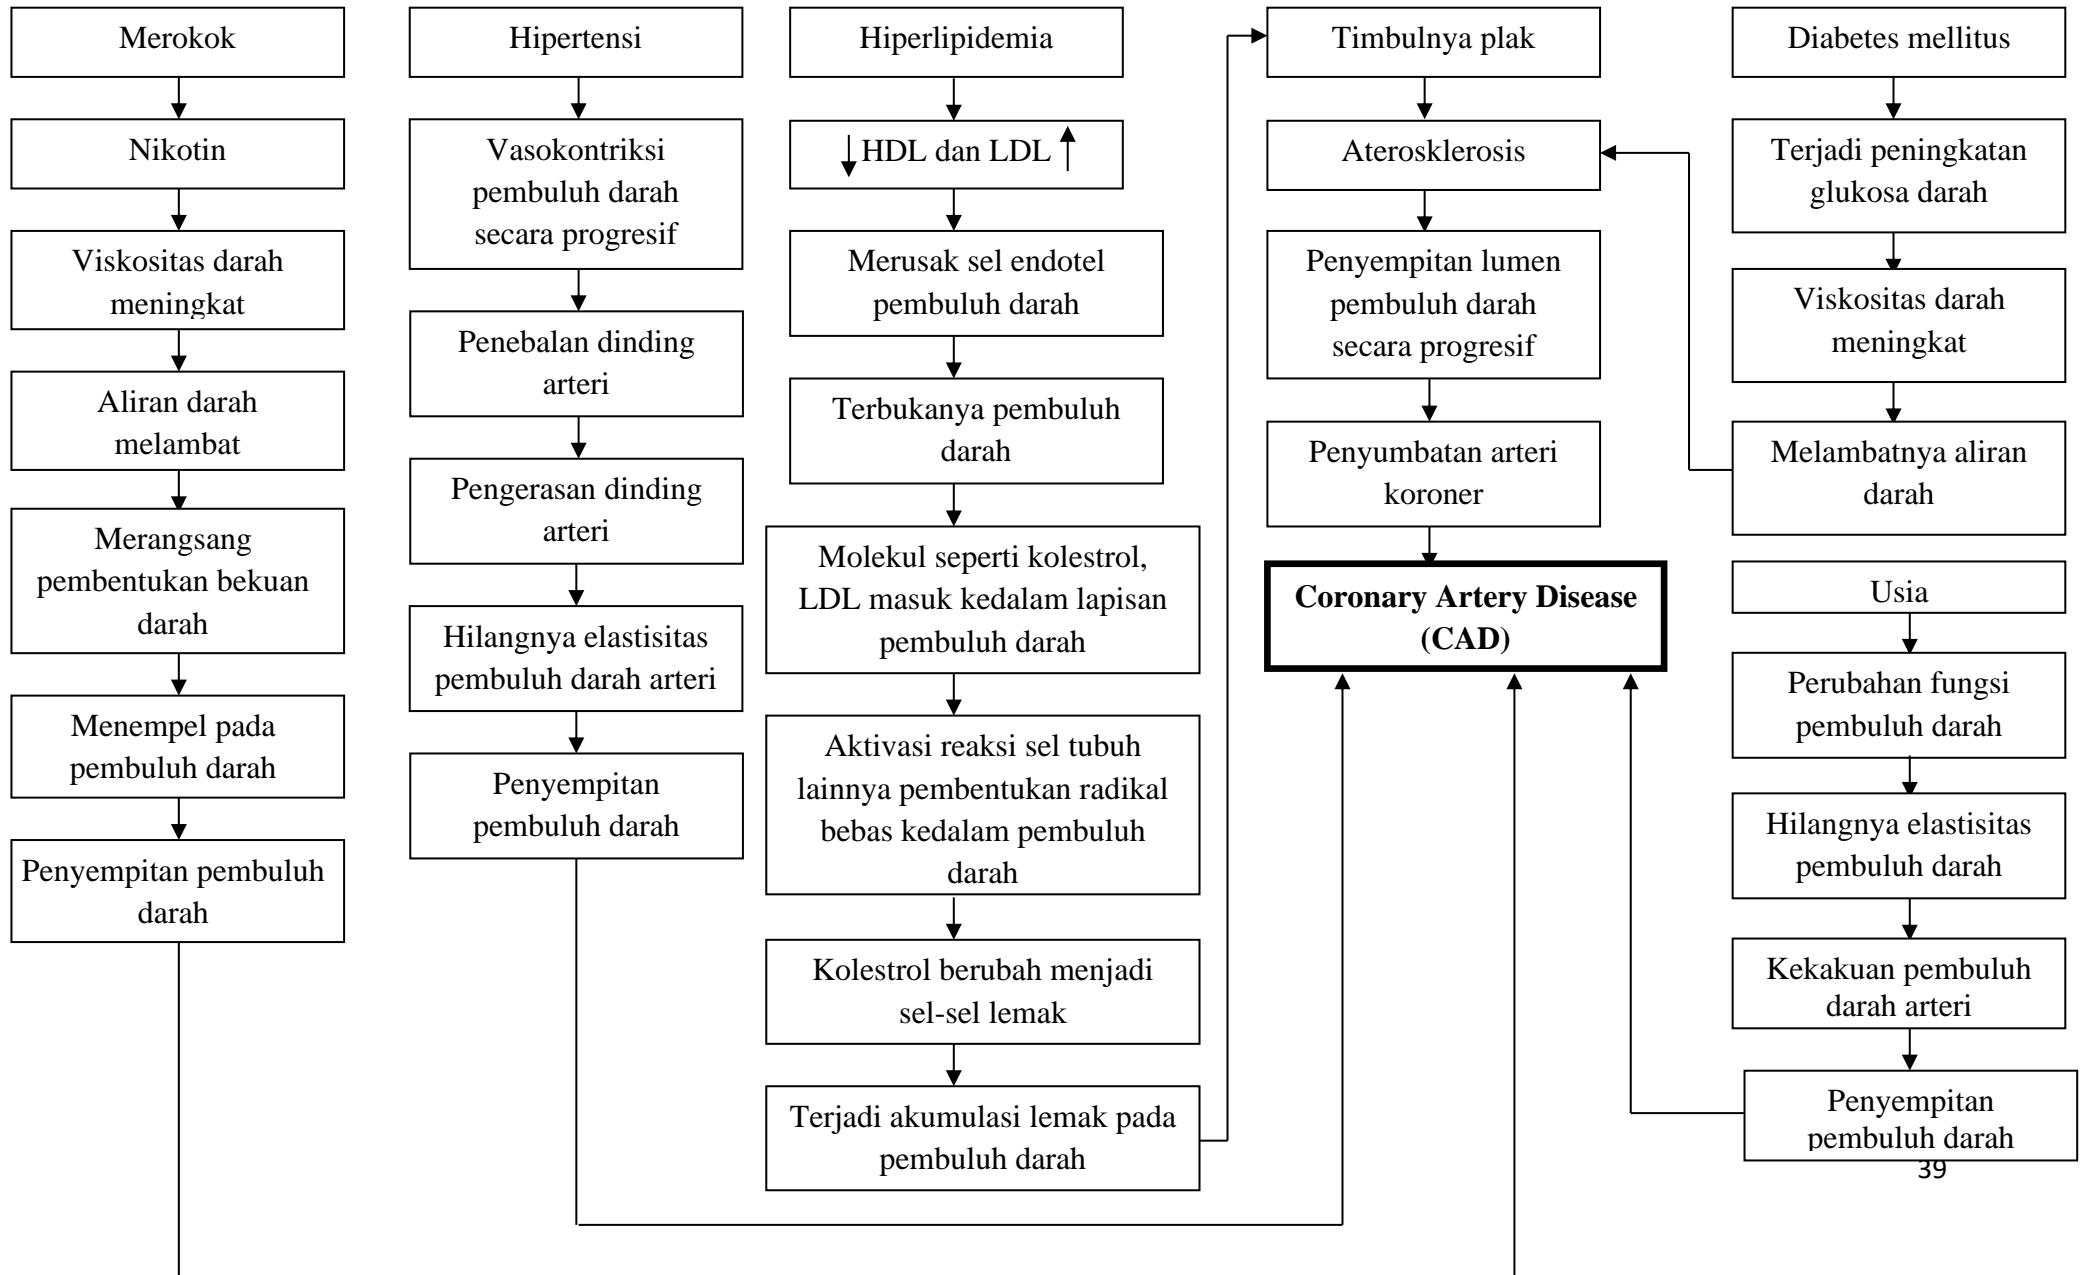 Merokok
Nikotin
Viskositas darah
meningkat
Aliran darah
melambat
Merangsang
pembentukan bekuan
darah
Menempel pada
pembuluh darah
Penyempitan pembuluh
darah
Hipertensi
Vasokontriksi
pembuluh darah
secara progresif
Penebalan dinding
arteri
Pengerasan dinding
arteri
Hilangnya elastisitas
pembuluh darah arteri
Penyempitan
pembuluh darah
Hiperlipidemia
HDL dan LDL
Merusak sel endotel
pembuluh darah
Terbukanya pembuluh
darah
Molekul seperti kolestrol,
LDL masuk kedalam lapisan
pembuluh darah
Aktivasi reaksi sel tubuh
lainnya pembentukan radikal
bebas kedalam pembuluh
darah
Kolestrol berubah menjadi
sel-sel lemak
Terjadi akumulasi lemak pada
pembuluh darah
Timbulnya plak
Aterosklerosis
Penyempitan lumen
pembuluh darah
secara progresif
Penyumbatan arteri
koroner
Coronary Artery Disease
(CAD)
Diabetes mellitus
Terjadi peningkatan
glukosa darah
Viskositas darah
meningkat
Melambatnya aliran
darah
Usia
Perubahan fungsi
pembuluh darah
Hilangnya elastisitas
pembuluh darah
Kekakuan pembuluh
darah arteri
Penyempitan
pembuluh darah
39